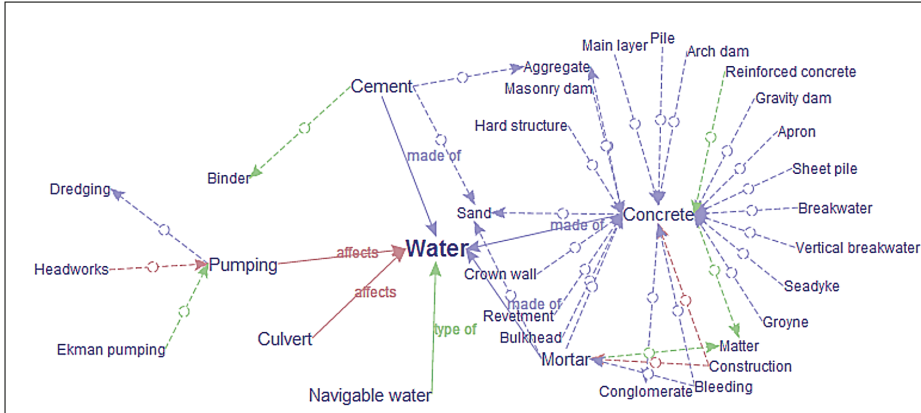 Pile
Main layer
Arch dam
Aggregate
Reinforced concrete
Cement
Masonry dam
Gravity dam
Hard structure
Apron
made of
Sheet pile
Binder
Dredging
Sand
Concrete
Breakwater
made of
Water
affects
Vertical breakwater
Headworks
Pumping
Crown wall
Seadyke
affects
made of
Revetment
Groyne
type of
Culvert
Bulkhead
Ekman pumping
Matter
Mortar
Construction
Navigable water
Conglomerate
Bleeding